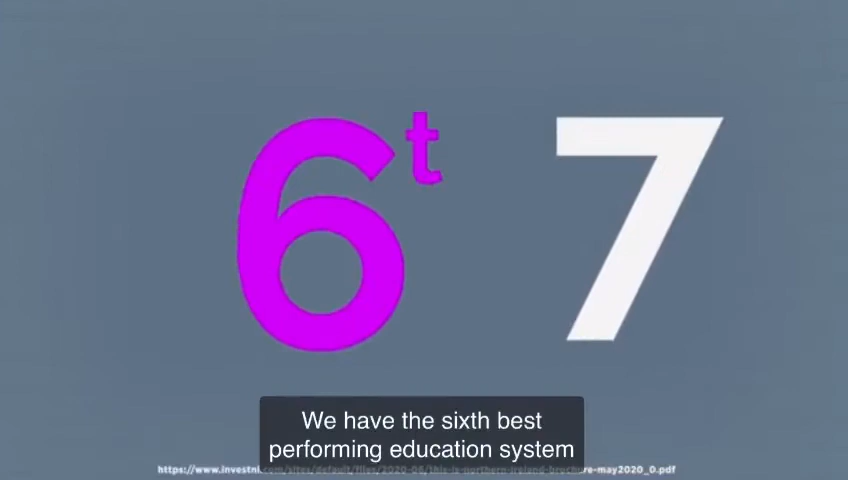 6t 7
We have the sixth best
performing education system